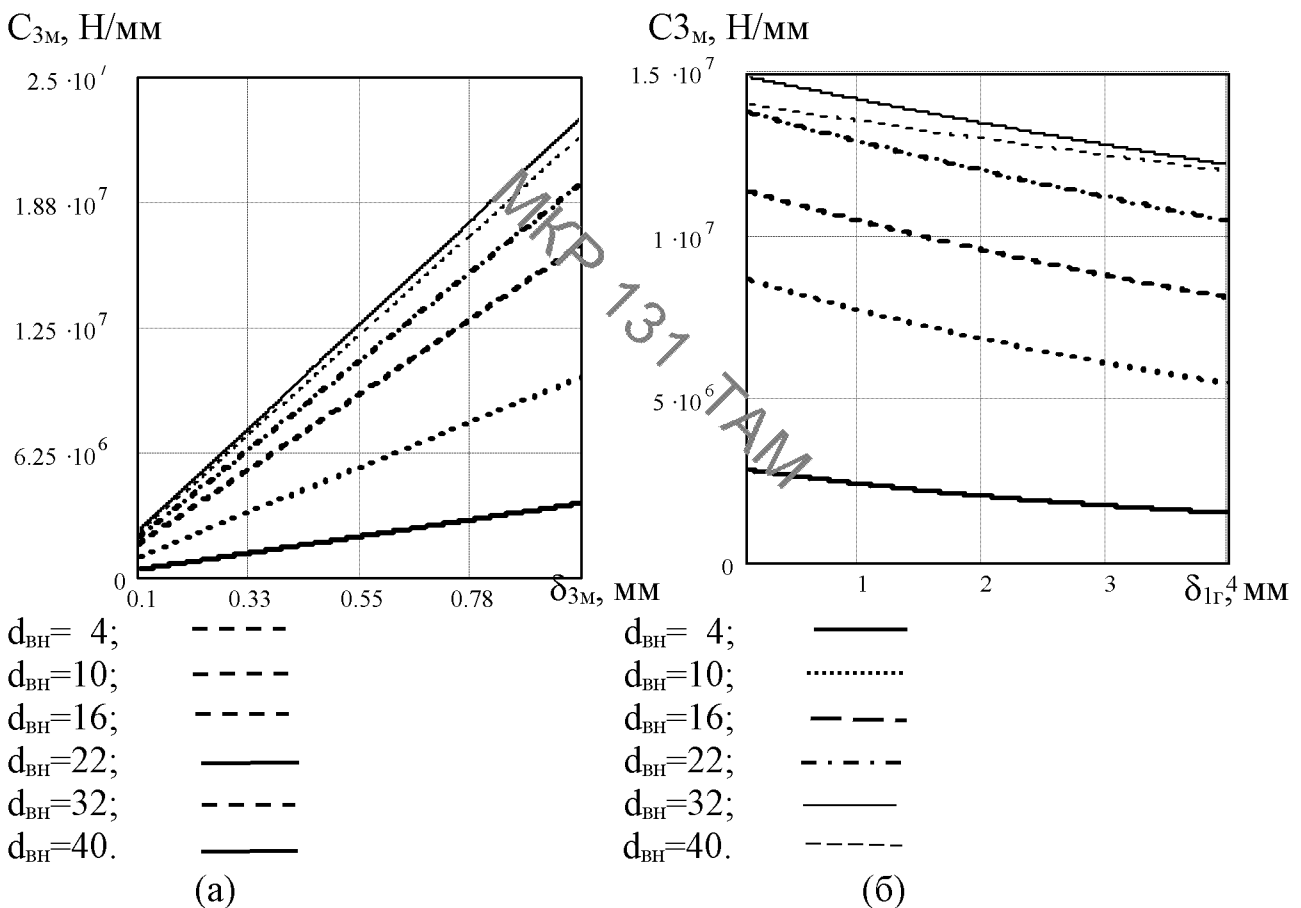 С3м, Н/мм
2.5 ·10⁷
1.88 ·10⁷
1.25 ·10⁷
6.25 ·10⁶
0
0.1 0.33 0.55 0.78 δ3м, мм
dвн= 4;
dвн=10;
dвн=16;
dвн=22;
dвн=32;
dвн=40.
(а)
С3м, Н/мм
1.5 ·10⁷
1 ·10⁷
5 ·10⁶
0
1 2 3 4
δ1г, мм
dвн= 4;
dвн=10;
dвн=16;
dвн=22;
dвн=32;
dвн=40.
(б)
МКР 131 ТАМ